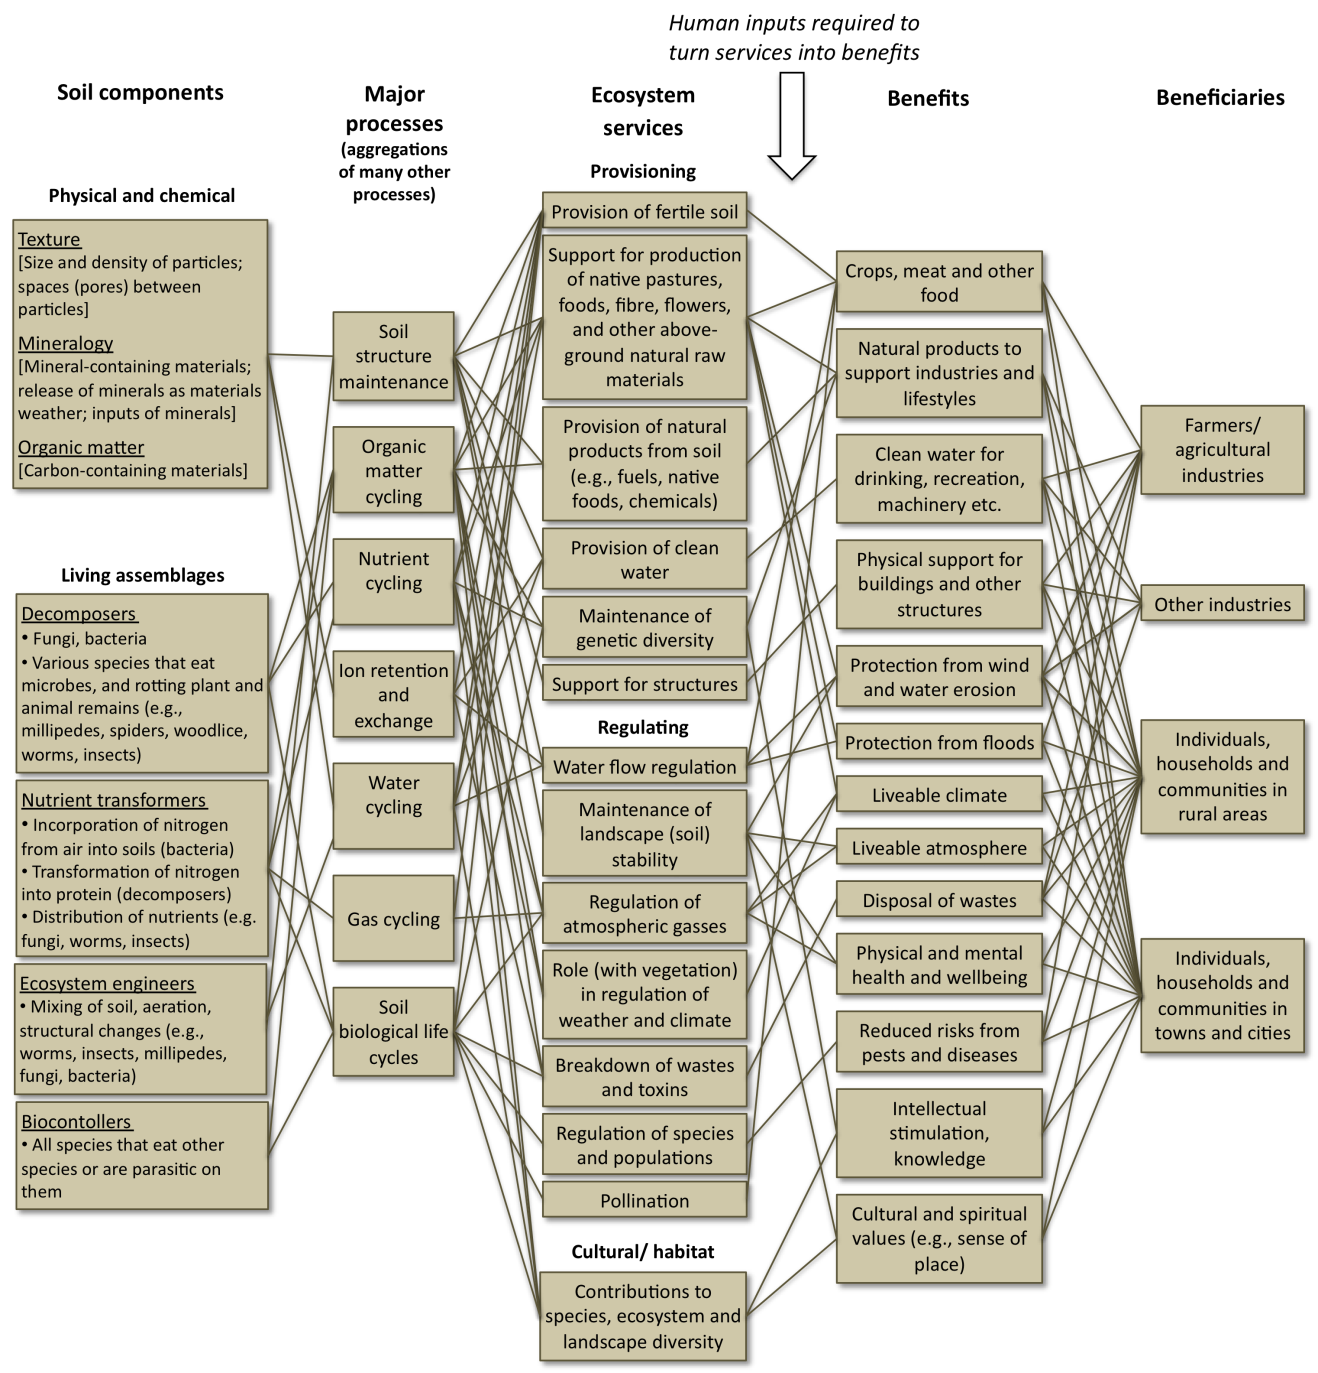 Human inputs required to
turn services into benefits
Soil components
Major
processes
(aggregations
of many other
processes)
Ecosystem
services
Benefits
Beneficiaries
Physical and chemical
Texture
[Size and density of particles;
spaces (pores) between
particles]
Mineralogy
[Mineral-containing materials;
release of minerals as materials
weather; inputs of minerals]
Organic matter
[Carbon-containing materials]
Living assemblages
Decomposers
• Fungi, bacteria
• Various species that eat
microbes, and rotting plant and
animal remains (e.g.,
millipedes, spiders, woodlice,
worms, insects)
Nutrient transformers
• Incorporation of nitrogen
from air into soils (bacteria)
• Transformation of nitrogen
into protein (decomposers)
• Distribution of nutrients (e.g.
fungi, worms, insects)
Ecosystem engineers
• Mixing of soil, aeration,
structural changes (e.g.,
worms, insects, millipedes,
fungi, bacteria)
Biocontollers
• All species that eat other
species or are parasitic on
them
Soil
structure
maintenance
Organic
matter
cycling
Nutrient
cycling
Ion retention
and
exchange
Water
cycling
Gas cycling
Soil
biological life
cycles
Provisioning
Provision of fertile soil
Support for production
of native pastures,
foods, fibre, flowers,
and other above-
ground natural raw
materials
Provision of natural
products from soil
(e.g., fuels, native
foods, chemicals)
Provision of clean
water
Maintenance of
genetic diversity
Support for structures
Regulating
Water flow regulation
Maintenance of
landscape (soil)
stability
Regulation of
atmospheric gasses
Role (with vegetation)
in regulation of
weather and climate
Breakdown of wastes
and toxins
Regulation of species
and populations
Pollination
Cultural/ habitat
Contributions to
species, ecosystem and
landscape diversity
Crops, meat and other
food
Natural products to
support industries and
lifestyles
Clean water for
drinking, recreation,
machinery etc.
Physical support for
buildings and other
structures
Protection from wind
and water erosion
Protection from floods
Liveable climate
Liveable atmosphere
Disposal of wastes
Physical and mental
health and wellbeing
Reduced risks from
pests and diseases
Intellectual
stimulation,
knowledge
Cultural and spiritual
values (e.g., sense of
place)
Farmers/
agricultural
industries
Other industries
Individuals,
households and
communities in
rural areas
Individuals,
households and
communities in
towns and cities